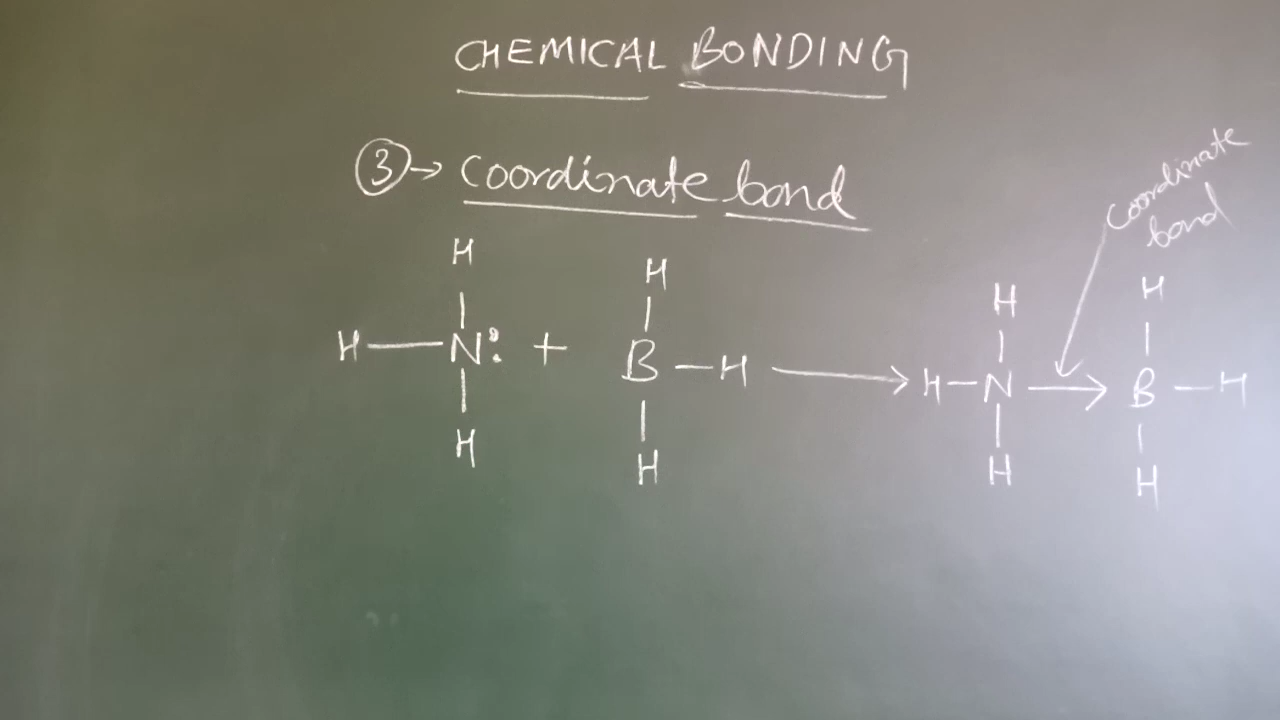 CHEMICAL BONDING
③→ Coordinate bond
Coordinate
bond
H H H H
H—N: + B—H ⟶ H—N⟶B—H
H H H H